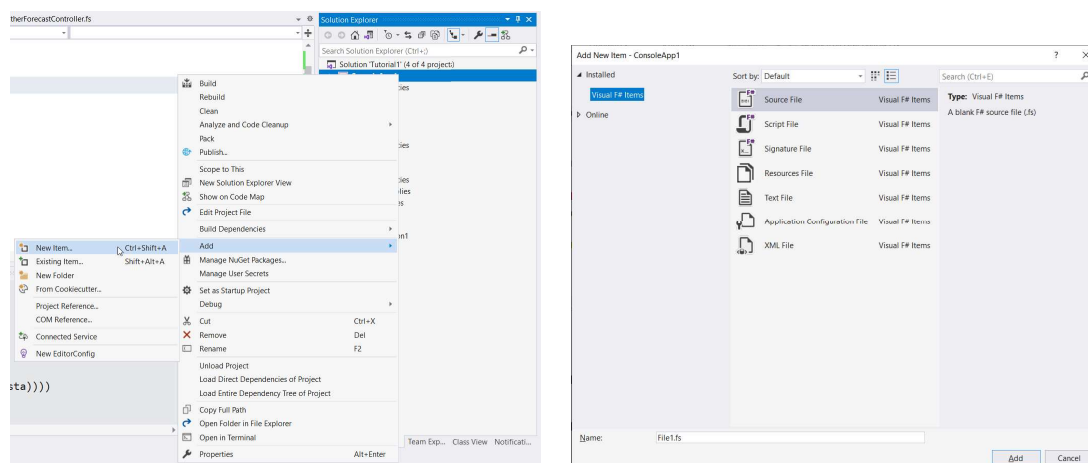 therForecastController.fs
Solution Explorer
Search Solution Explorer (Ctrl+;)
Solution 'Tutorial1' (4 of 4 projects)
Build
Rebuild
Clean
Analyze and Code Cleanup
Pack
Publish...
Scope to This
New Solution Explorer View
Show on Code Map
Edit Project File
Build Dependencies
Add
Manage NuGet Packages...
Manage User Secrets
Set as Startup Project
Debug
Cut Ctrl+X
Remove Del
Rename F2
Unload Project
Load Direct Dependencies of Project
Load Entire Dependency Tree of Project
Copy Full Path
Open Folder in File Explorer
Open in Terminal
Properties Alt+Enter
New Item... Ctrl+Shift+A
Existing Item... Shift+Alt+A
New Folder
From Cookiecutter...
Project Reference...
COM Reference...
Connected Service
New EditorConfig
sta))))
cies
cies
cies
lies
es
n1
Team Exp... Class View Notificati...
Add New Item - ConsoleApp1 ?
Installed
Visual F# Items
Online
Sort by: Default
Search (Ctrl+E)
Source File Visual F# Items
Script File Visual F# Items
Signature File Visual F# Items
Resources File Visual F# Items
Text File Visual F# Items
Application Configuration File Visual F# Items
XML File Visual F# Items
Type: Visual F# Items
A blank F# source file (.fs)
Name: File1.fs
Add Cancel